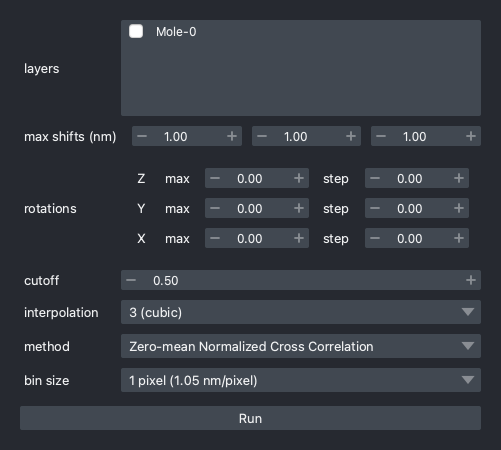 layers
Mole-0
max shifts (nm) − 1.00 + − 1.00 + − 1.00 +
rotations
Z max − 0.00 + step − 0.00 +
Y max − 0.00 + step − 0.00 +
X max − 0.00 + step − 0.00 +
cutoff − 0.50 +
interpolation 3 (cubic)
method Zero-mean Normalized Cross Correlation
bin size 1 pixel (1.05 nm/pixel)
Run